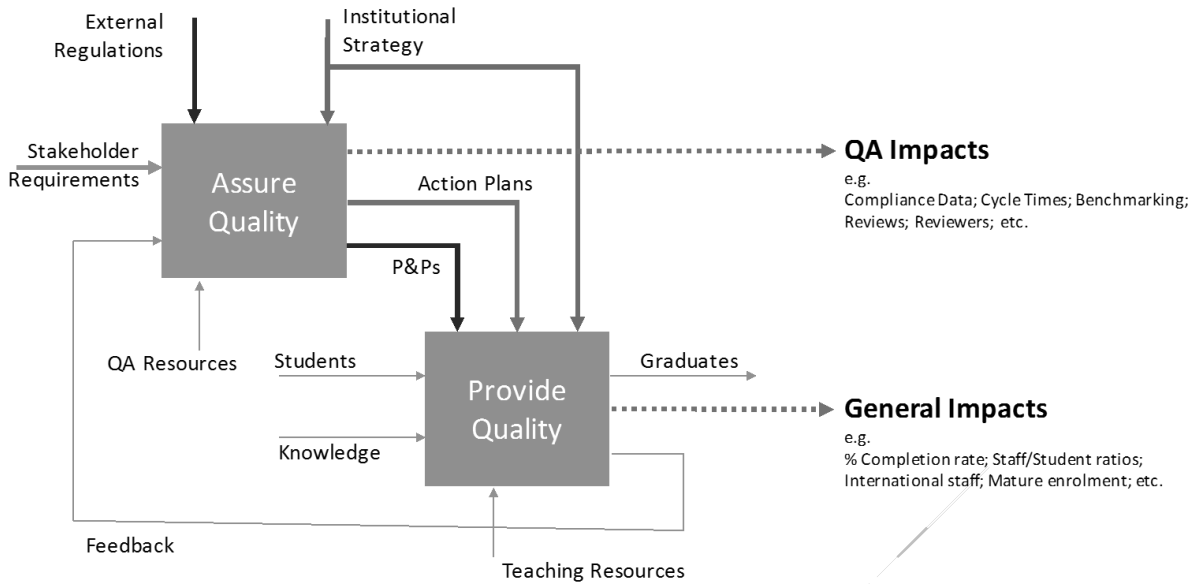 External
Regulations
Institutional
Strategy
Stakeholder
Requirements
Assure
Quality
QA Impacts
e.g.
Compliance Data; Cycle Times; Benchmarking;
Reviews; Reviewers; etc.
Action Plans
P&Ps
QA Resources
Students
Knowledge
Provide
Quality
Graduates
General Impacts
e.g.
% Completion rate; Staff/Student ratios;
International staff; Mature enrolment; etc.
Feedback
Teaching Resources